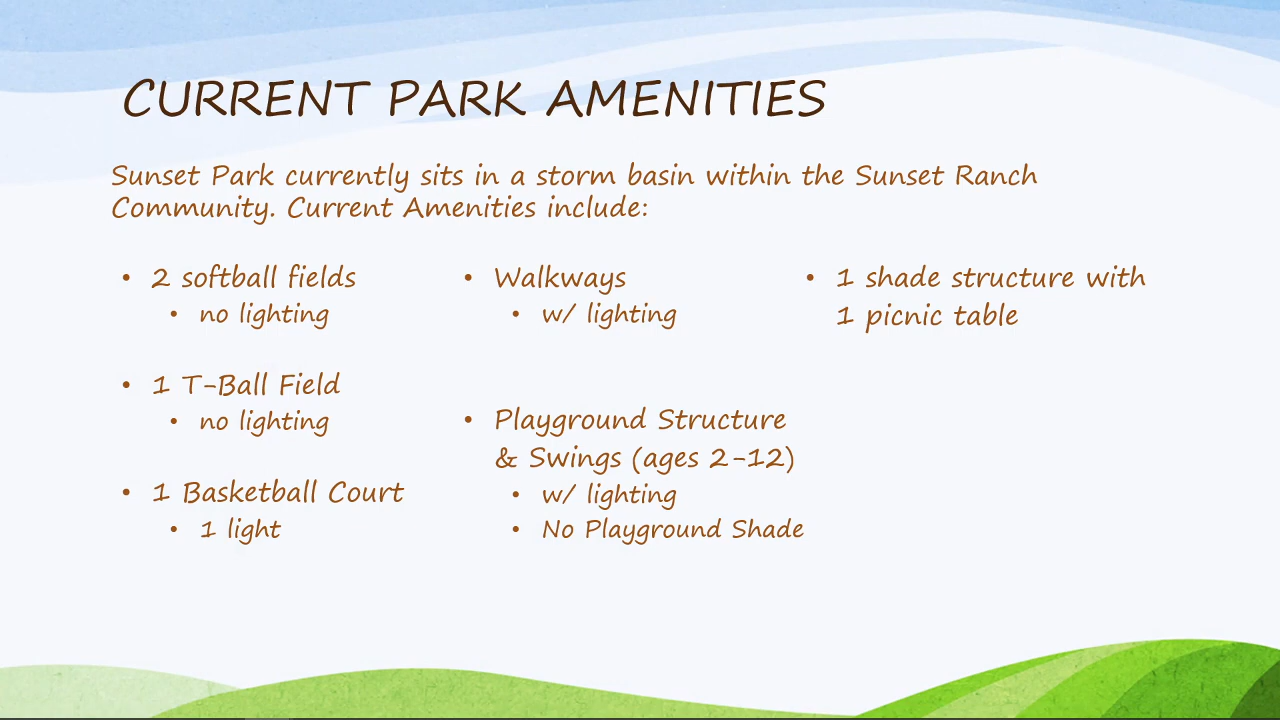 CURRENT PARK AMENITIES
Sunset Park currently sits in a storm basin within the Sunset Ranch
Community. Current Amenities include:
• 2 softball fields
• no lighting
• 1 T-Ball Field
• no lighting
• 1 Basketball Court
• 1 light
• Walkways
• w/ lighting
• Playground Structure
& Swings (ages 2-12)
• w/ lighting
• No Playground Shade
• 1 shade structure with
1 picnic table